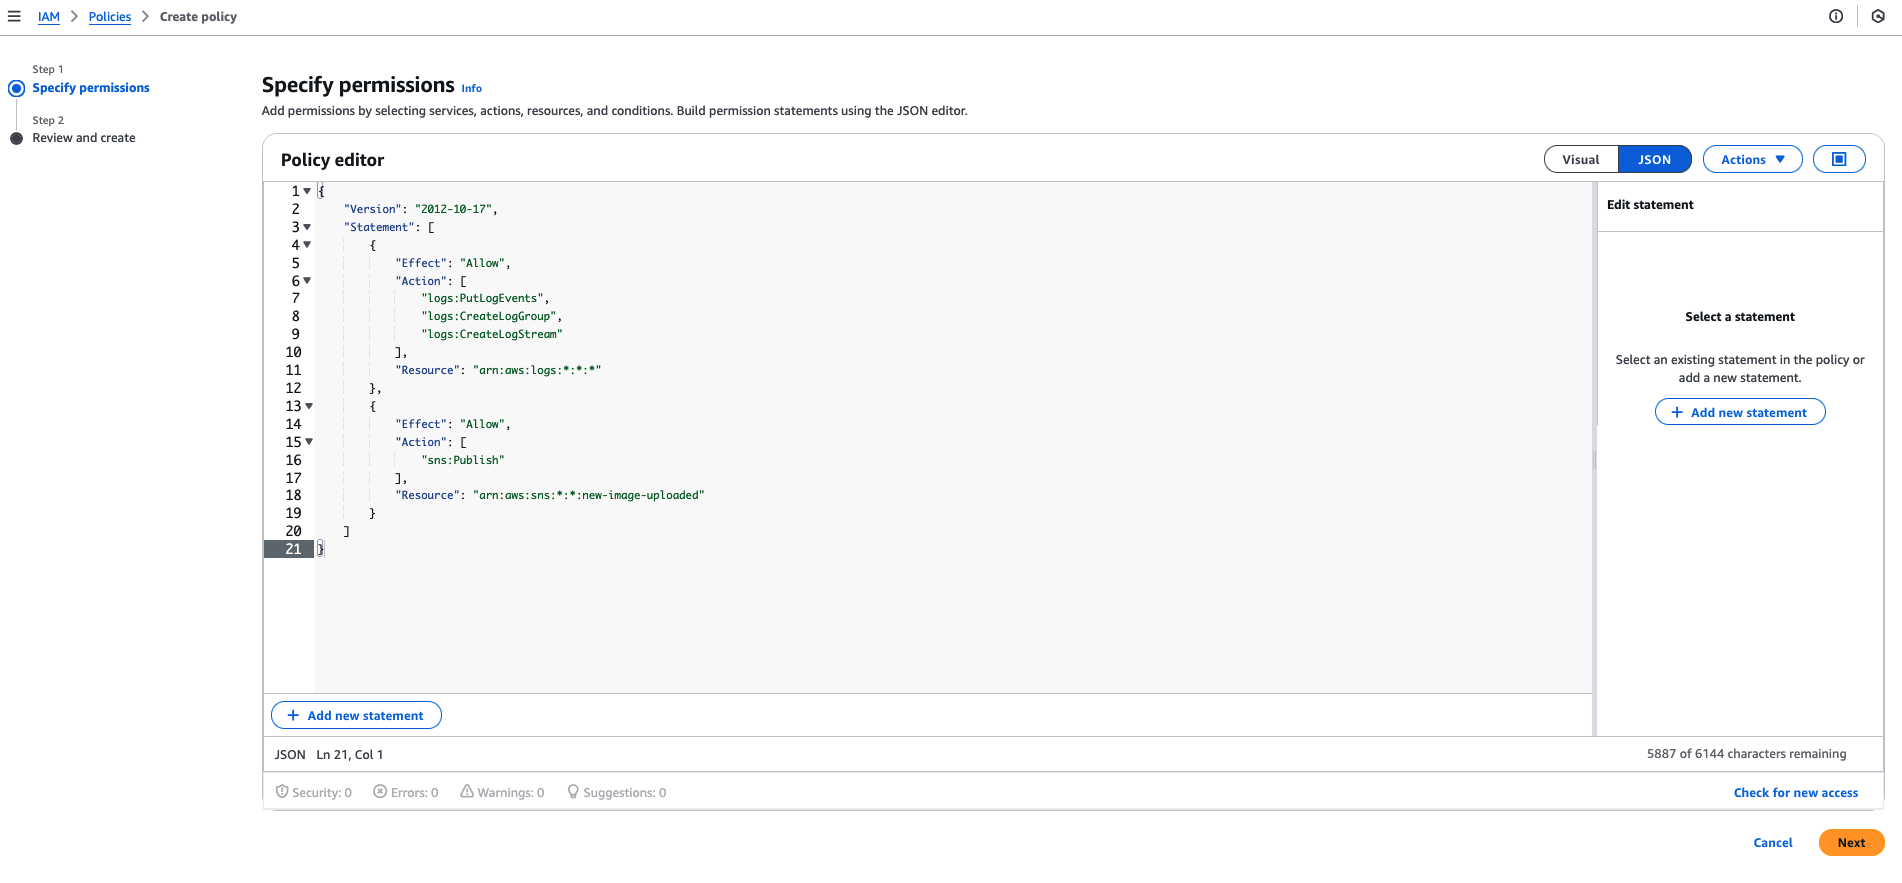 IAM > Policies > Create policy
Step 1
Specify permissions
Step 2
Review and create
Specify permissions Info
Add permissions by selecting services, actions, resources, and conditions. Build permission statements using the JSON editor.
Policy editor
Visual JSON Actions
1 {
2 "Version": "2012-10-17",
3 "Statement": [
4 {
5 "Effect": "Allow",
6 "Action": [
7 "logs:PutLogEvents",
8 "logs:CreateLogGroup",
9 "logs:CreateLogStream"
10 ],
11 "Resource": "arn:aws:logs:*:*:*"
12 },
13 {
14 "Effect": "Allow",
15 "Action": [
16 "sns:Publish"
17 ],
18 "Resource": "arn:aws:sns:*:*:new-image-uploaded"
19 }
20 ]
21 }
+ Add new statement
Edit statement
Select a statement
Select an existing statement in the policy or
add a new statement.
+ Add new statement
JSON Ln 21, Col 1
5887 of 6144 characters remaining
Security: 0 Errors: 0 Warnings: 0 Suggestions: 0
Check for new access
Cancel Next